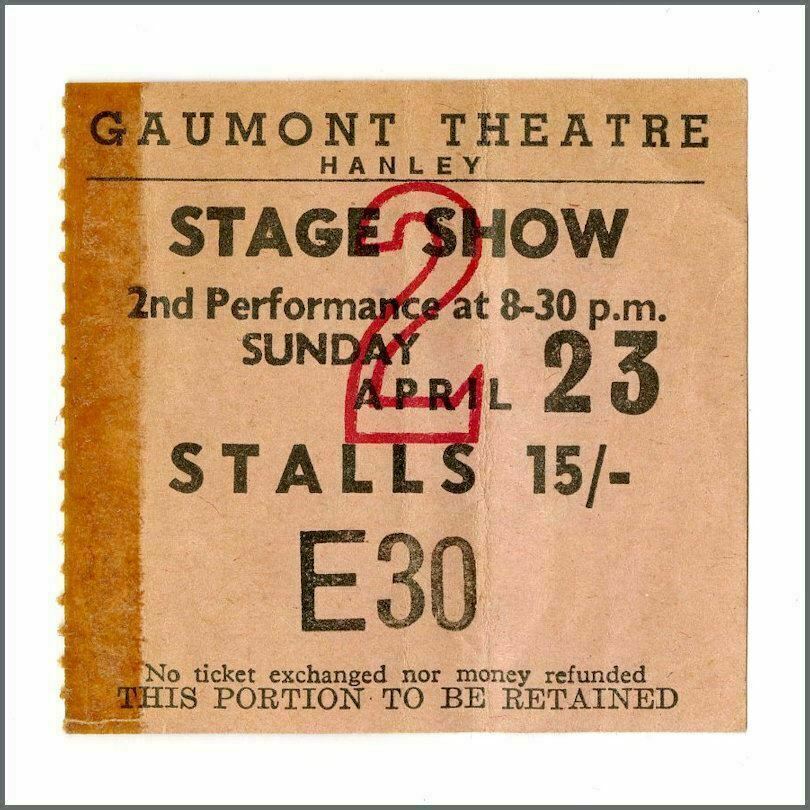 GAUMONT THEATRE
HANLEY
STAGE SHOW
2
2nd Performance at 8-30 p.m.
SUNDAY
APRIL 23
STALLS 15/-
E30
No ticket exchanged nor money refunded
THIS PORTION TO BE RETAINED